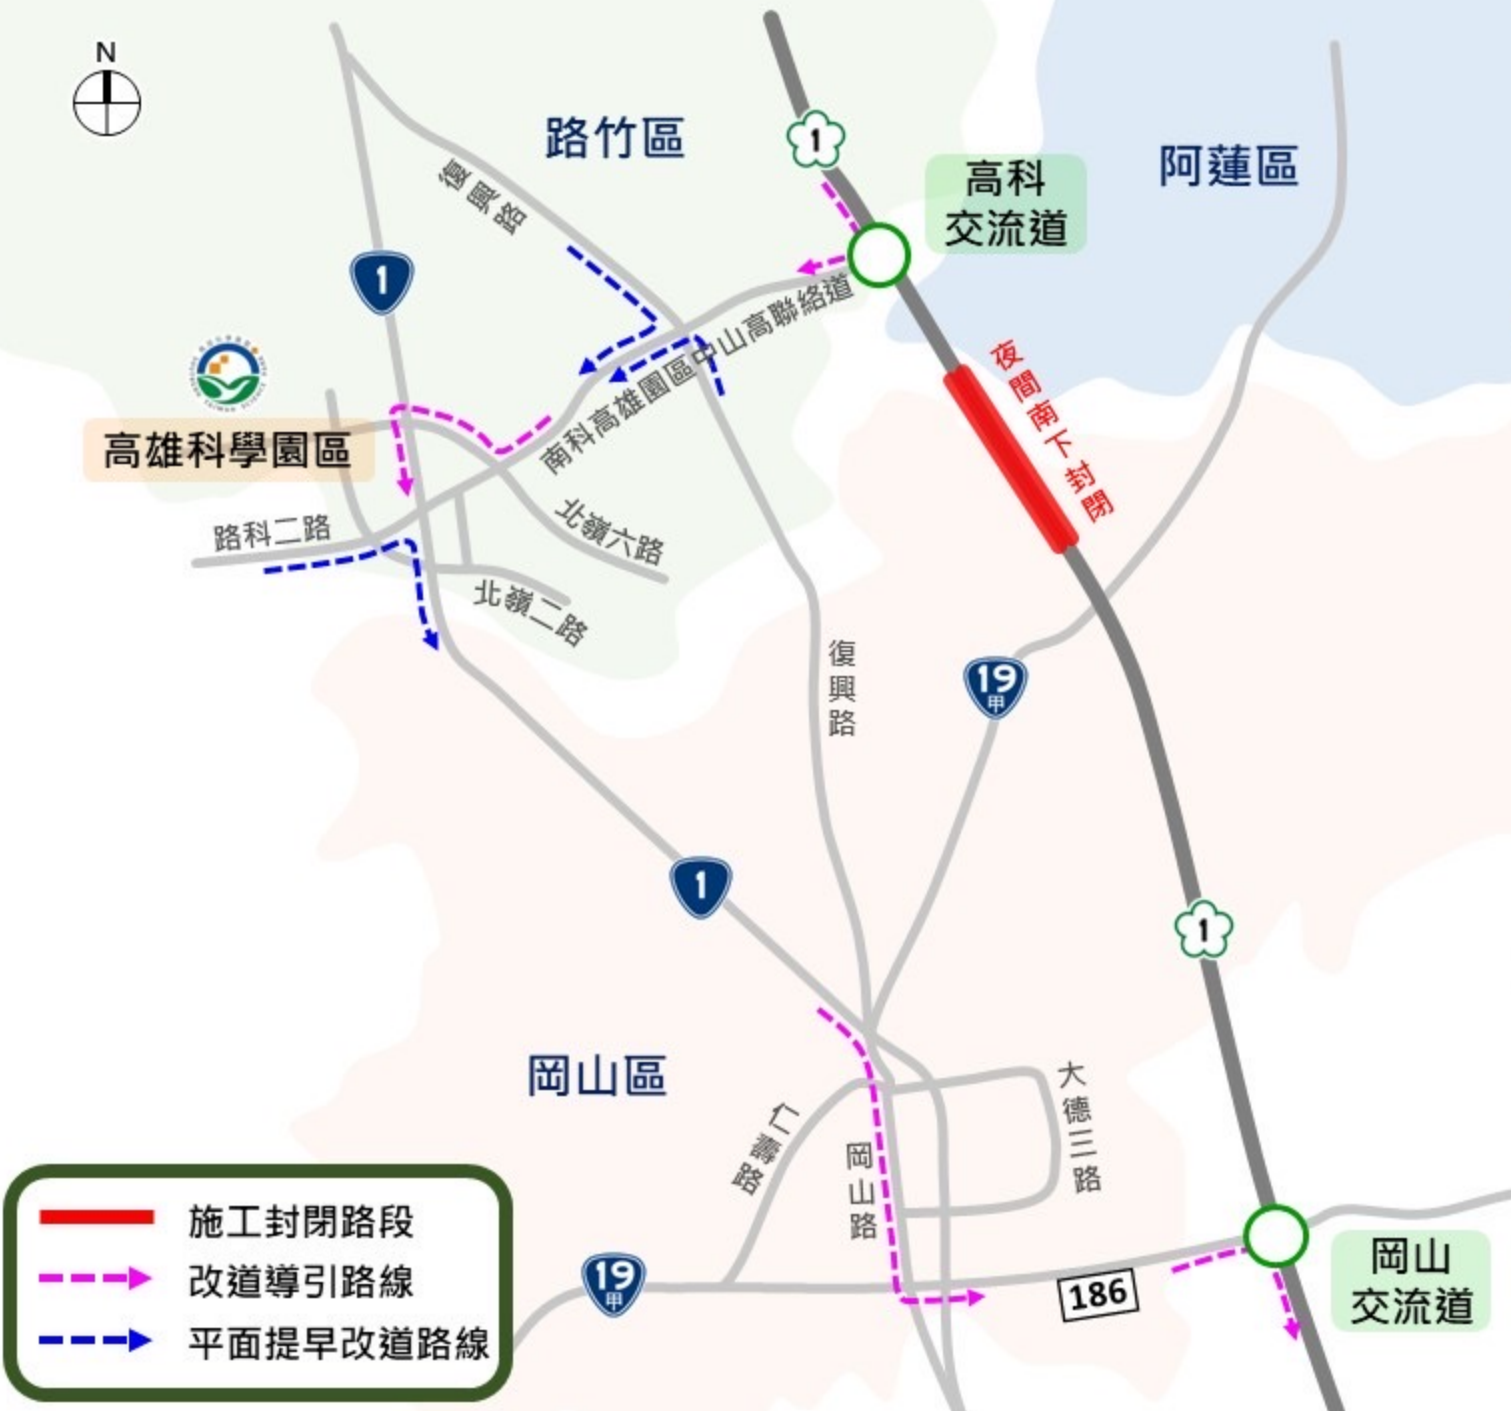 N
路竹區
1
高科
交流道
阿蓮區
復興路
1
南科高雄園區中山高聯絡道
夜間南下封閉
高雄科學園區
路科二路
北嶺六路
北嶺二路
復興路
19
甲
1
1
岡山區
大德三路
仁壽路
岡山路
19
甲
186
岡山
交流道
施工封閉路段
改道導引路線
平面提早改道路線